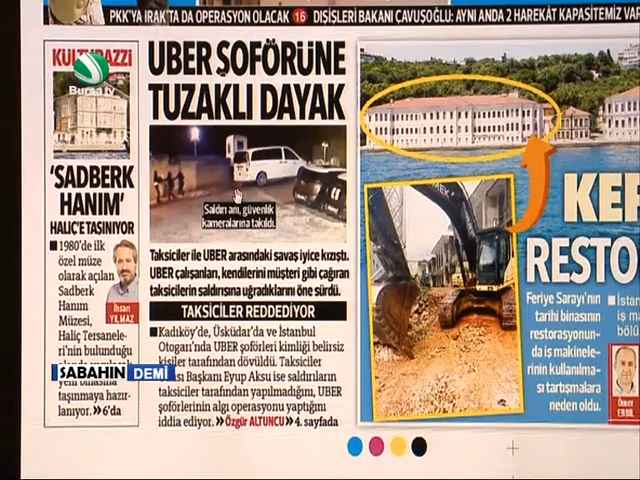 PKK'YA IRAK'TA DA OPERASYON OLACAK 16 DIŞİŞLERİ BAKANI ÇAVUŞOĞLU: AYNI ANDA 2 HAREKÂT KAPASİTEMİZ VAR
KÜLTÜRAZZİ
Bursa tv
'SADBERK
HANIM'
HALİÇ'E TAŞINIYOR
1980'de ilk
özel müze
olarak açılan
Sadberk
Hanım
Müzesi,
Haliç Tersanele-
ri'nin bulunduğu
yeni binasına
taşınmaya hazır-
lanıyor. 6'da
İhsan
YILMAZ
SABAHIN DEMİ
UBER ŞOFÖRÜNE
TUZAKLI DAYAK
Saldırı anı, güvenlik
kameralarına takıldı.
Taksiciler ile UBER arasındaki savaş iyice kızıştı.
UBER çalışanları, kendilerini müşteri gibi çağıran
taksicilerin saldırısına uğradıklarını öne sürdü.
TAKSİCİLER REDDEDİYOR
Kadıköy'de, Üsküdar'da ve İstanbul
Otogarı'nda UBER şoförleri kimliği belirsiz
kişiler tarafından dövüldü. Taksiciler
Başkanı Eyup Aksu ise saldırıların
taksiciler tarafından yapılmadığını, UBER
şoförlerinin algı operasyonu yaptığını
iddia ediyor. Özgür ALTUNCU 4. sayfada
RESTO
Feriye Sarayı'nın
tarihi binasının
restorasyonun-
da iş makinele-
rinin kullanılma-
sı tartışmalara
neden oldu.
Ömer
ERBİL